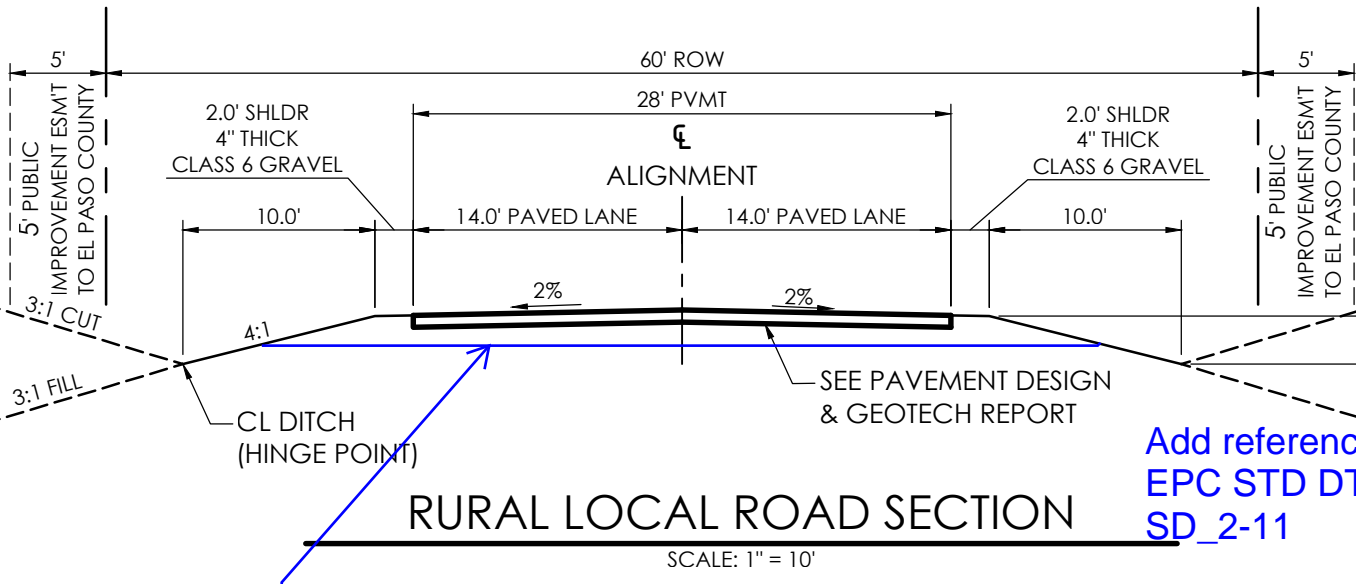 5'
60' ROW
5'
28' PVMT
2.0' SHLDR
4" THICK
CLASS 6 GRAVEL
℄
ALIGNMENT
2.0' SHLDR
4" THICK
CLASS 6 GRAVEL
5' PUBLIC
IMPROVEMENT ESM'T
TO EL PASO COUNTY
10.0'
14.0' PAVED LANE
14.0' PAVED LANE
10.0'
5' PUBLIC
IMPROVEMENT ESM'T
TO EL PASO COUNTY
2%
2%
3:1 CUT
4:1
3:1 FILL
CL DITCH
(HINGE POINT)
SEE PAVEMENT DESIGN
& GEOTECH REPORT
Add
EPC STD
SD_2-11
RURAL LOCAL ROAD SECTION
SCALE: 1" = 10'